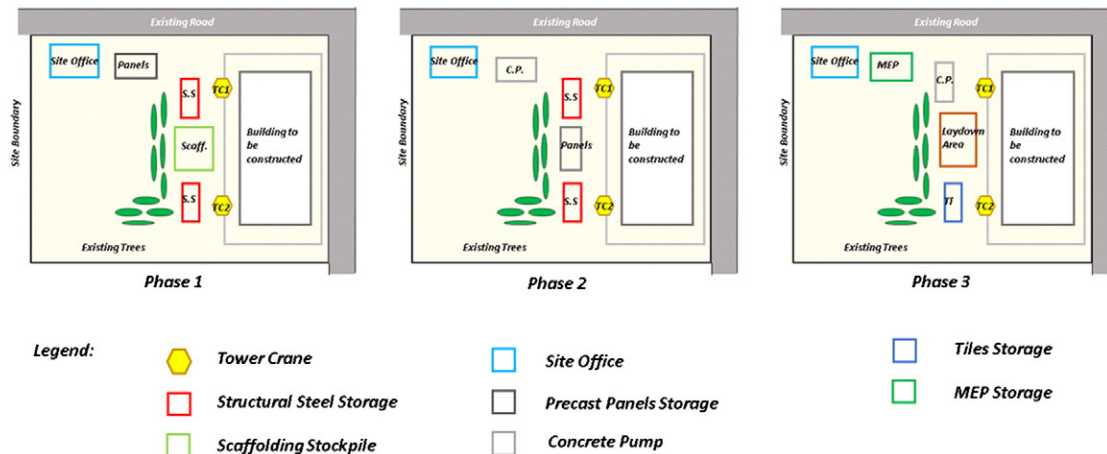 Existing Road
Site Office
Panels
S.S
TC1
Scaff.
Building to
be
constructed
S.S
TC2
Existing Trees
Site Boundary
Phase 1
Existing Road
Site Office
C.P.
S.S
TC1
Panels
Building to
be
constructed
S.S
TC2
Existing Trees
Site Boundary
Phase 2
Existing Road
Site Office
MEP
C.P.
TC1
Laydown
Area
Building to
be
constructed
Ti
TC2
Existing Trees
Site Boundary
Phase 3
Legend:
Tower Crane
Structural Steel Storage
Scaffolding Stockpile
Site Office
Precast Panels Storage
Concrete Pump
Tiles Storage
MEP Storage